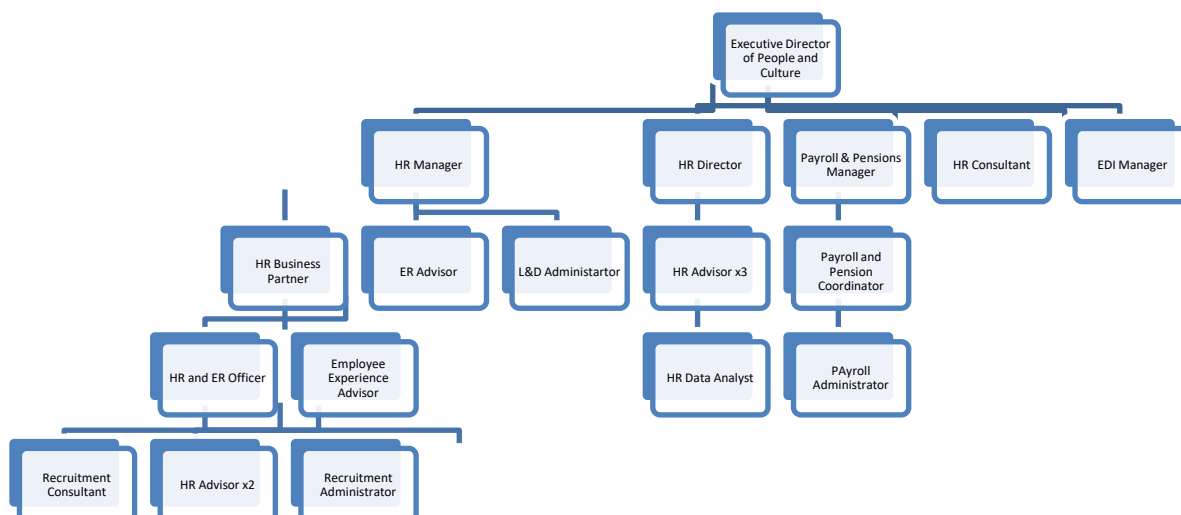 Executive Director
of People and
Culture
HR Manager
HR Director
Payroll & Pensions
Manager
HR Consultant
EDI Manager
HR Business
Partner
ER Advisor
L&D Administartor
HR Advisor x3
Payroll and
Pension
Coordinator
HR and ER Officer
Employee
Experience
Advisor
HR Data Analyst
PAyroll
Administrator
Recruitment
Consultant
HR Advisor x2
Recruitment
Administrator